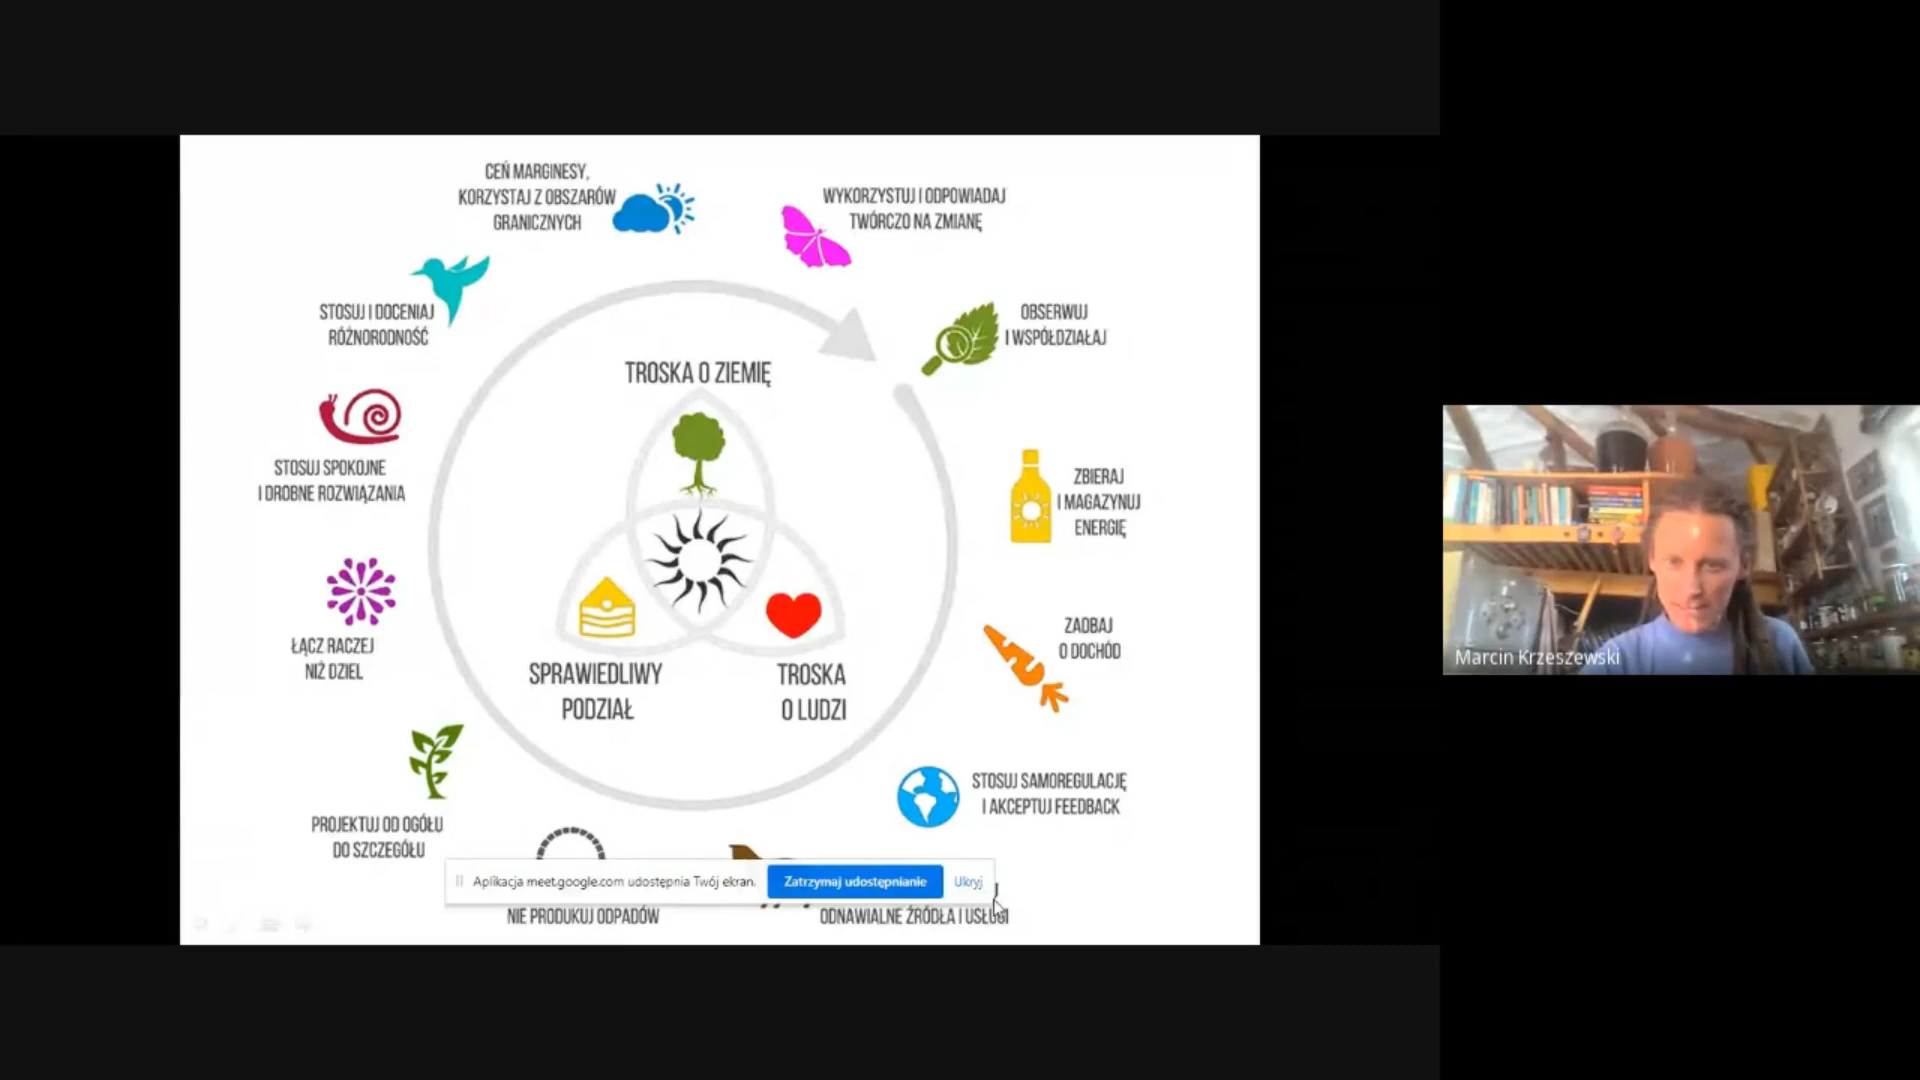 CEŃ MARGINESY,
KORZYSTAJ Z OBSZARÓW
GRANICZNYCH
WYKORZYSTUJ I ODPOWIADAJ
TWÓRCZO NA ZMIANĘ
STOSUJ I DOCENIAJ
RÓŻNORODNOŚĆ
OBSERWUJ
I WSPÓŁDZIAŁAJ
TROSKA O ZIEMIĘ
STOSUJ SPOKOJNE
I DROBNE ROZWIĄZANIA
ZBIERAJ
I MAGAZYNUJ
ENERGIĘ
ŁĄCZ RACZEJ
NIŻ DZIEL
ZADBAJ
O DOCHÓD
SPRAWIEDLIWY
PODZIAŁ
TROSKA
O LUDZI
STOSUJ SAMOREGULACJĘ
I AKCEPTUJ FEEDBACK
PROJEKTUJ OD OGÓŁU
DO SZCZEGÓŁU
Aplikacja meet.google.com udostępnia Twój ekran.
Zatrzymaj udostępnianie
Ukryj
NIE PRODUKUJ ODPADÓW
ODNAWIALNE ŹRÓDŁA I USŁUGI
Marcin Krzeszewski